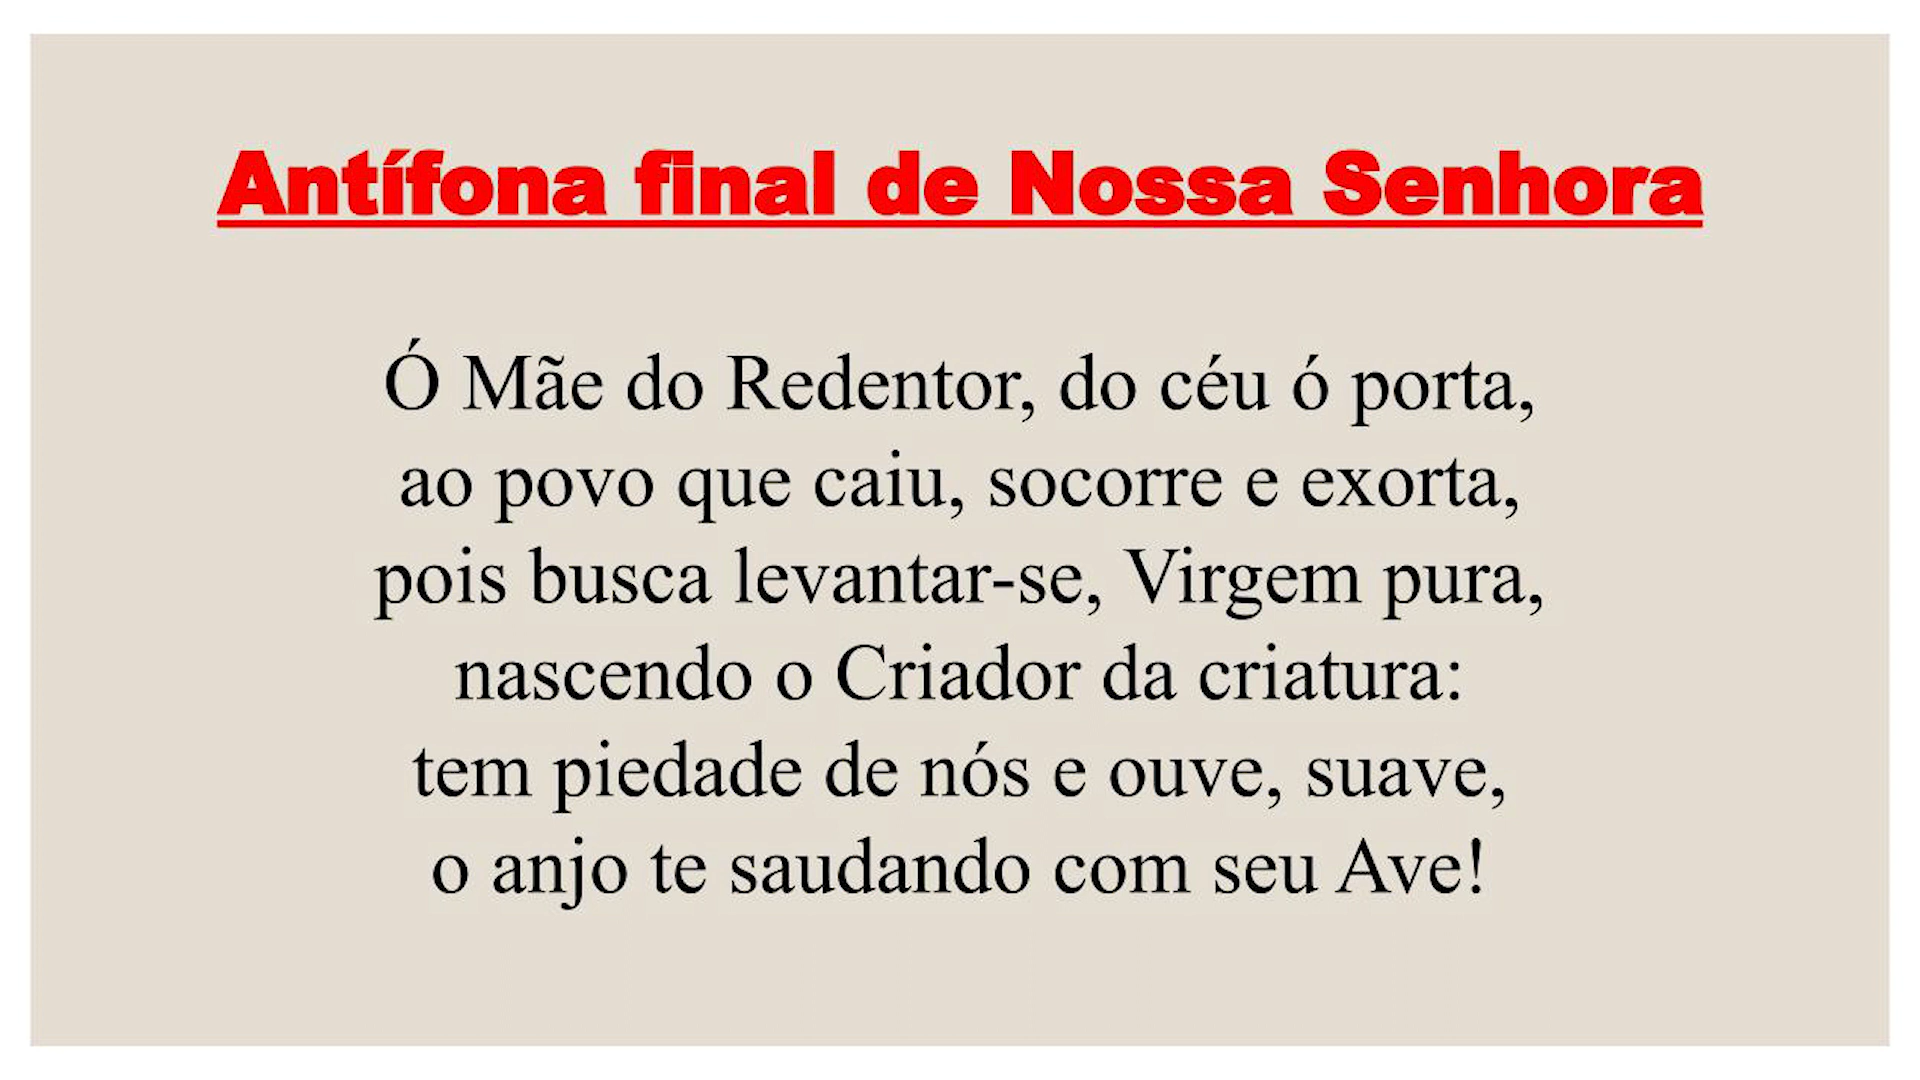 Antífona final de Nossa Senhora
Ó Mãe do Redentor, do céu ó porta,
ao povo que caiu, socorre e exorta,
pois busca levantar-se, Virgem pura,
nascendo o Criador da criatura:
tem piedade de nós e ouve, suave,
o anjo te saudando com seu Ave!